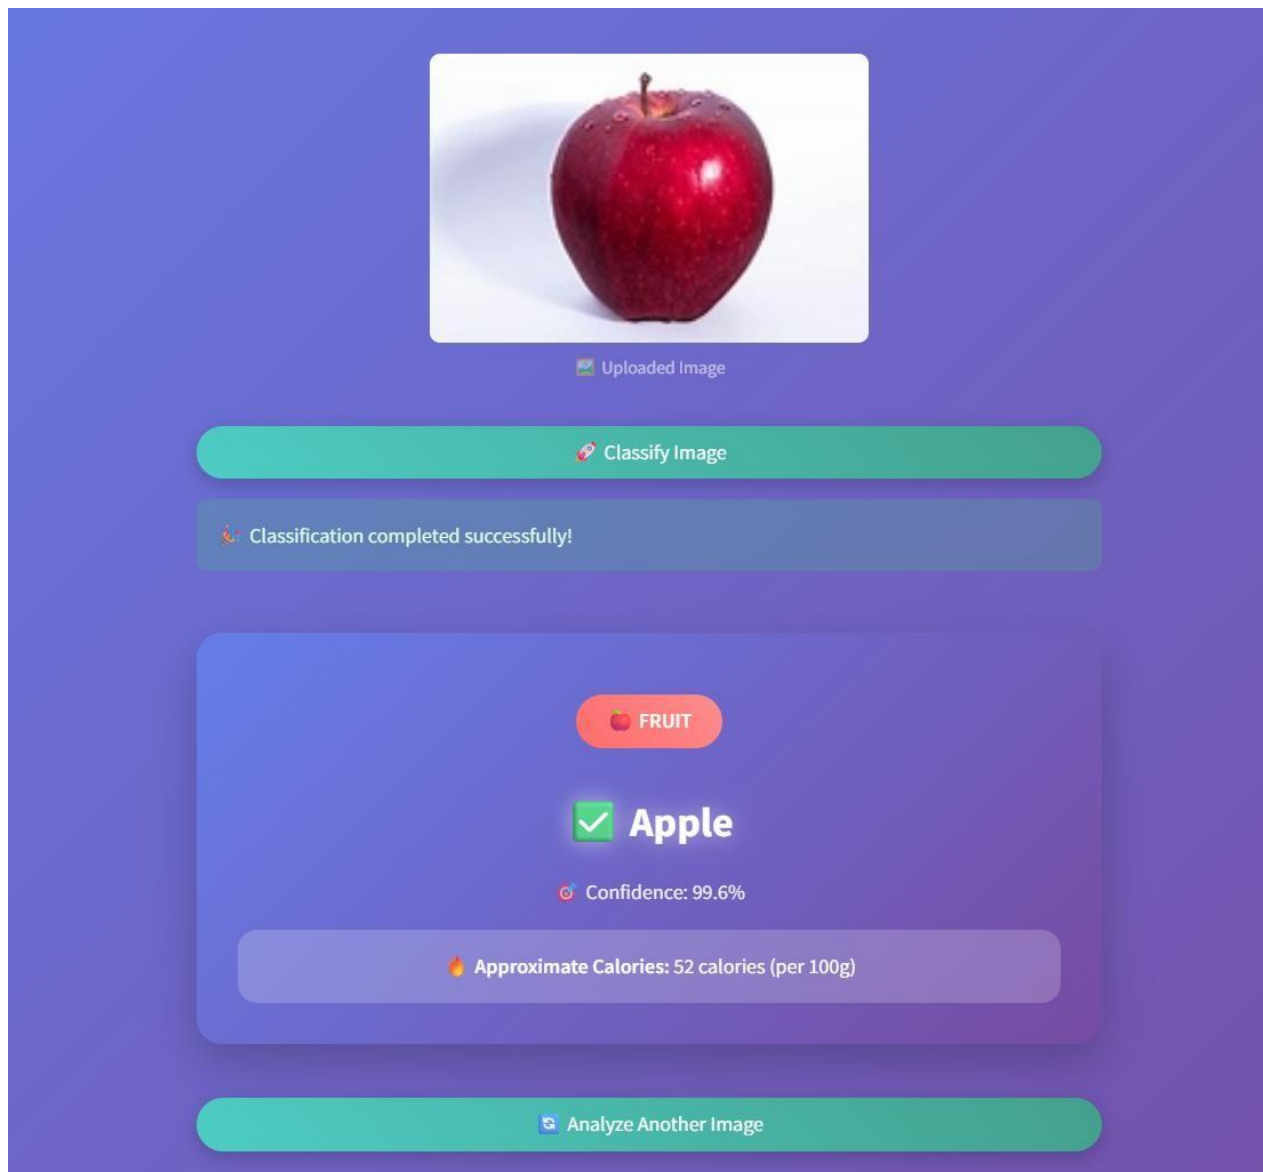 🖼️ Uploaded Image
🚀 Classify Image
🎉 Classification completed successfully!
🍎 FRUIT
✅ Apple
🎯 Confidence: 99.6%
🔥 Approximate Calories: 52 calories (per 100g)
🔄 Analyze Another Image